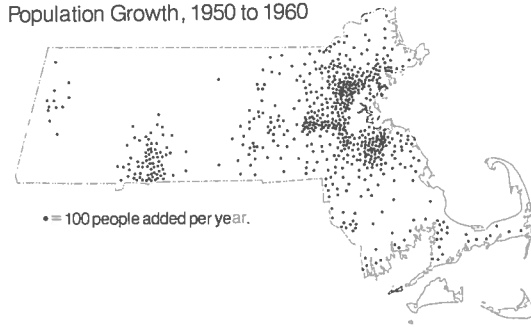 Population Growth, 1950 to 1960
• = 100 people added per year.